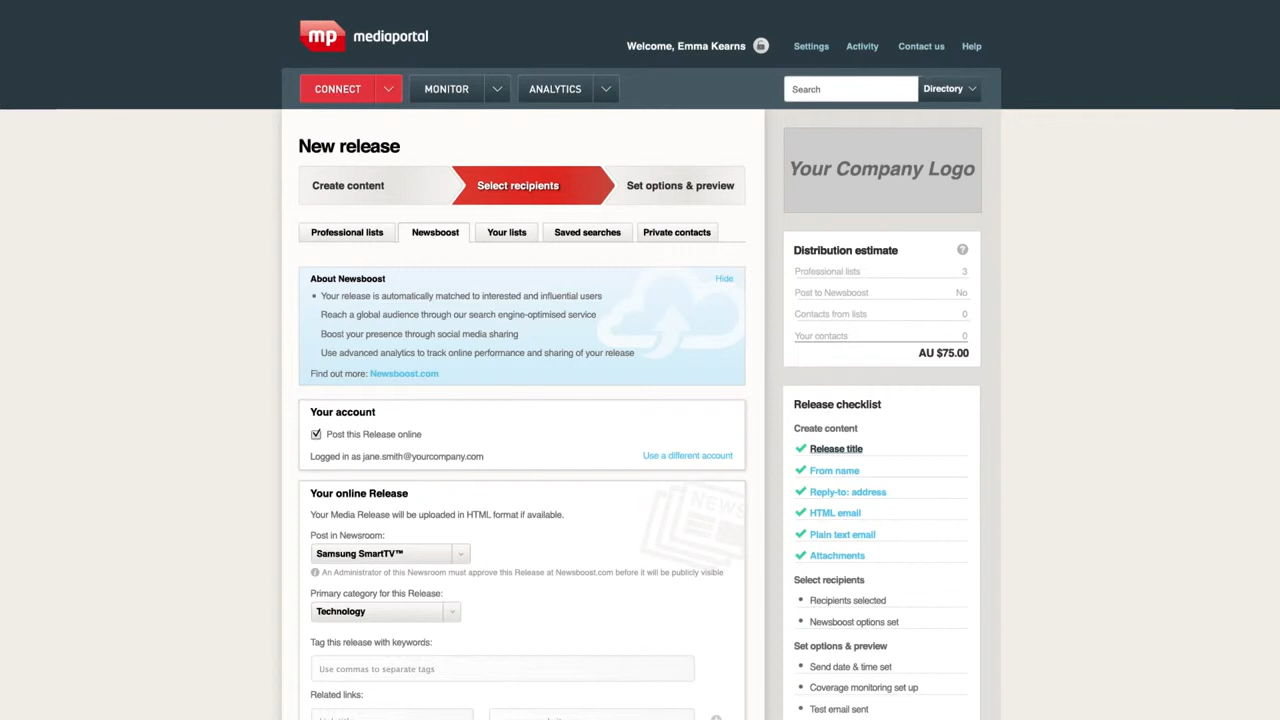 mp mediaportal
Welcome, Emma Kearns
Settings Activity Contact us Help
CONNECT MONITOR ANALYTICS
Search Directory
New release
Create content Select recipients Set options & preview
Professional lists Newsboost Your lists Saved searches Private contacts
About Newsboost Hide
Your release is automatically matched to interested and influential users
Reach a global audience through our search engine-optimised service
Boost your presence through social media sharing
Use advanced analytics to track online performance and sharing of your release
Find out more: Newsboost.com
Your account
Post this Release online
Logged in as jane.smith@yourcompany.com Use a different account
Your online Release
NEWS
Your Media Release will be uploaded in HTML format if available.
Post in Newsroom:
Samsung SmartTV™
An Administrator of this Newsroom must approve this Release at Newsboost.com before it will be publicly visible
Primary category for this Release:
Technology
Tag this release with keywords:
Use commas to separate tags
Related links:
Your Company Logo
Distribution estimate ?
Professional lists 3
Post to Newsboost No
Contacts from lists 0
Your contacts 0
AU $75.00
Release checklist
Create content
Release title
From name
Reply-to: address
HTML email
Plain text email
Attachments
Select recipients
Recipients selected
Newsboost options set
Set options & preview
Send date & time set
Coverage monitoring set up
Test email sent